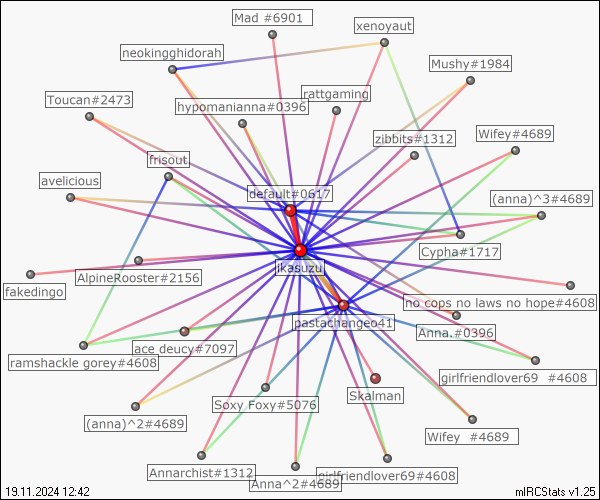 Mad #6901
xenoyaut
neokingghidorah
Mushy#1984
rattgaming
Toucan#2473
hypomanianna#0396
zibbits#1312
Wifey#4689
frisout
avelicious
default#0617
(anna)^3#4689
Cypha#1717
jkasuzu
AlpineRooster#2156
fakedingo
no cops no laws no hope#4608
pastachangeo41
Anna.#0396
ace deucy#7097
ramshackle gorey#4608
girlfriendlover69 #4608
Skalman
Soxy Foxy#5076
(anna)^2#4689
Wifey #4689
Annarchist#1312
girlfriendlover69#4608
Anna^2#4689
19.11.2024 12:42
mIRCStats v1.25